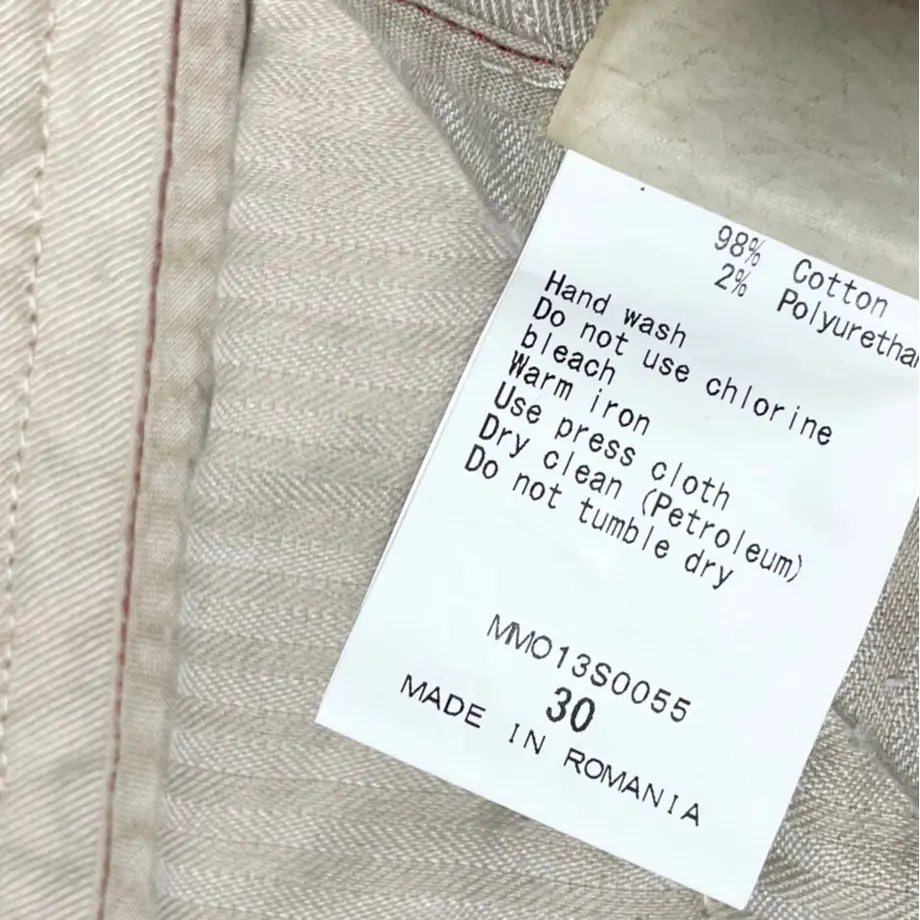 98% Cotton
2% Polyuretha
Hand wash
Do not use chlorine
bleach
Warm iron
Use press cloth
Dry clean (Petroleum)
Do not tumble dry
MMO13S0055
30
MADE IN ROMANIA